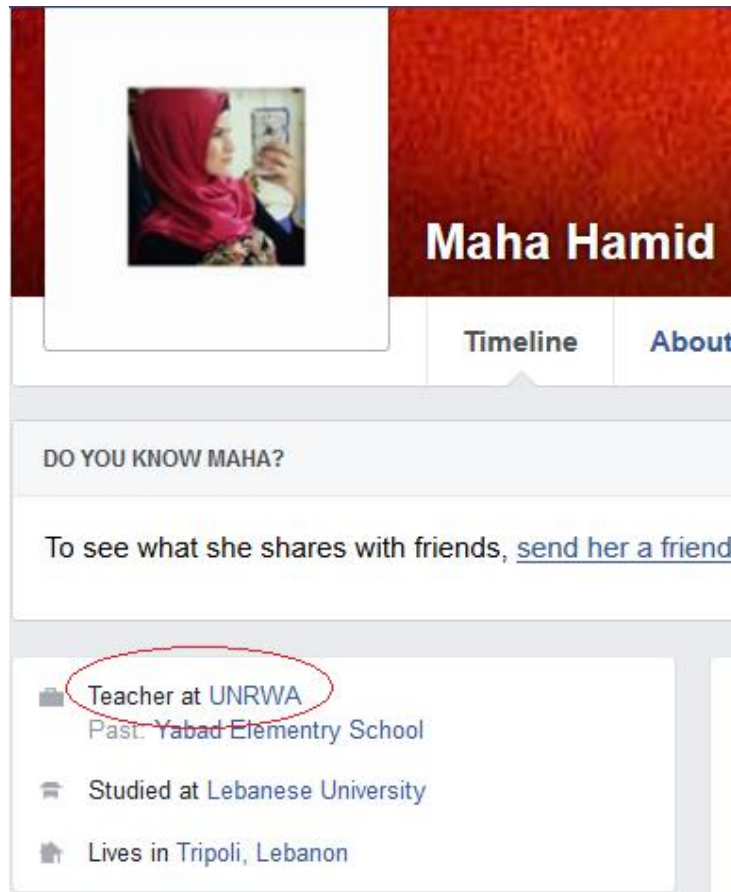 Maha Hamid
Timeline About
DO YOU KNOW MAHA?
To see what she shares with friends, send her a friend
Teacher at UNRWA
Past: Yabad Elementry School
Studied at Lebanese University
Lives in Tripoli, Lebanon